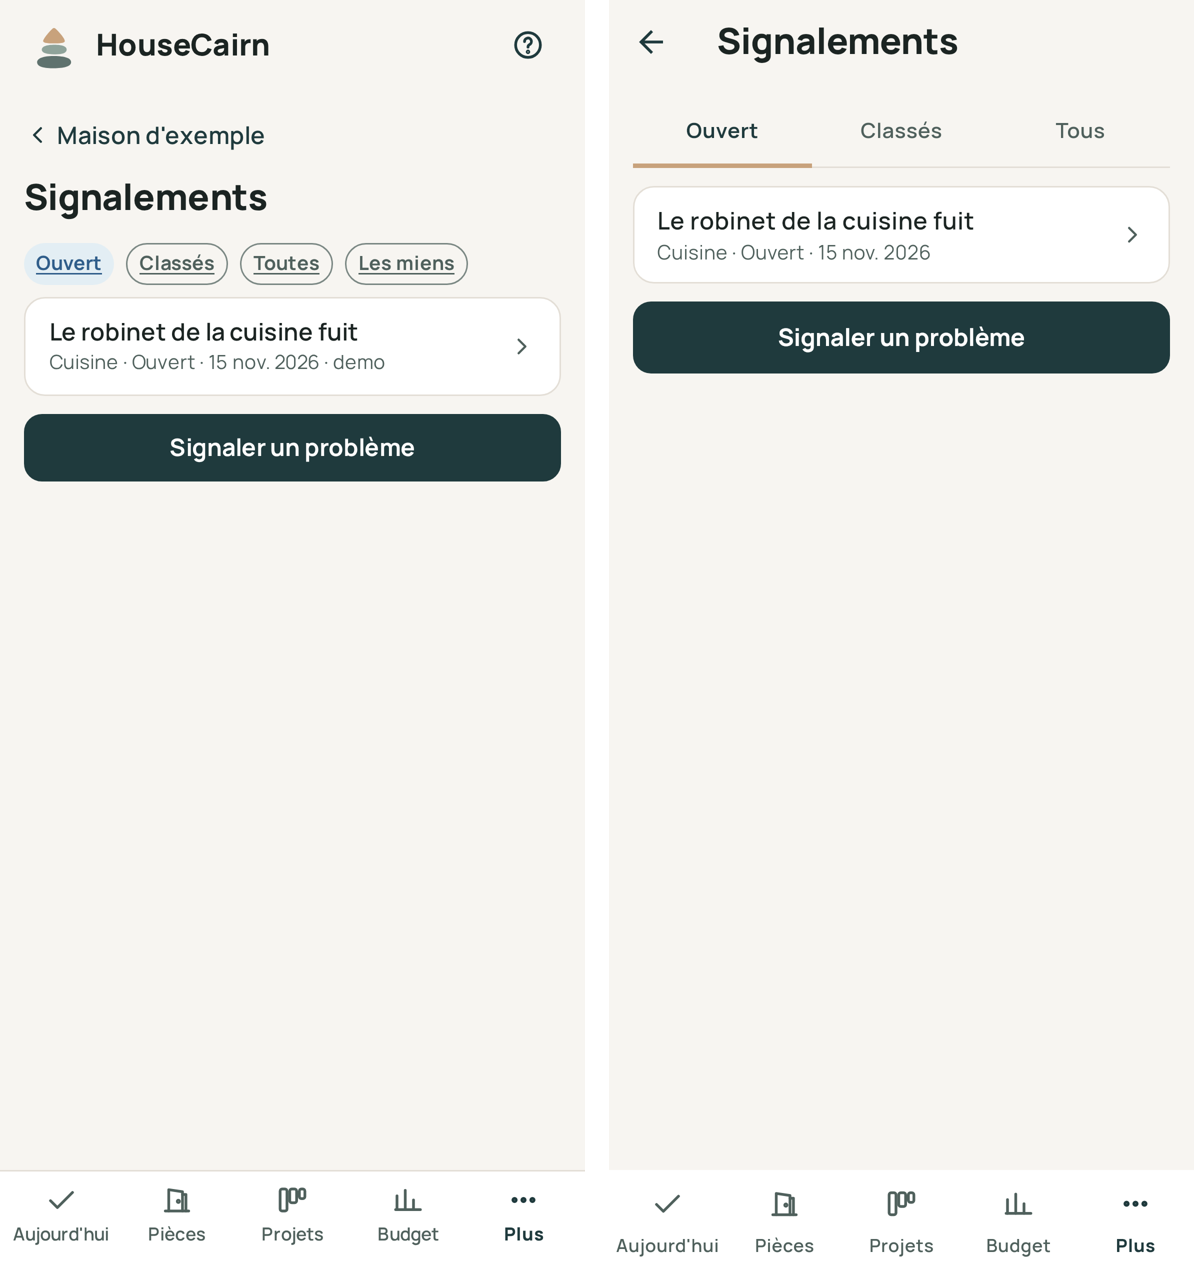 HouseCairn
Maison d'exemple
Signalements
Ouvert Classés Toutes Les miens
Le robinet de la cuisine fuit
Cuisine · Ouvert · 15 nov. 2026 · demo
Signaler un problème
Aujourd'hui Pièces Projets Budget Plus
Signalements
Ouvert Classés Tous
Le robinet de la cuisine fuit
Cuisine · Ouvert · 15 nov. 2026
Signaler un problème
Aujourd'hui Pièces Projets Budget Plus